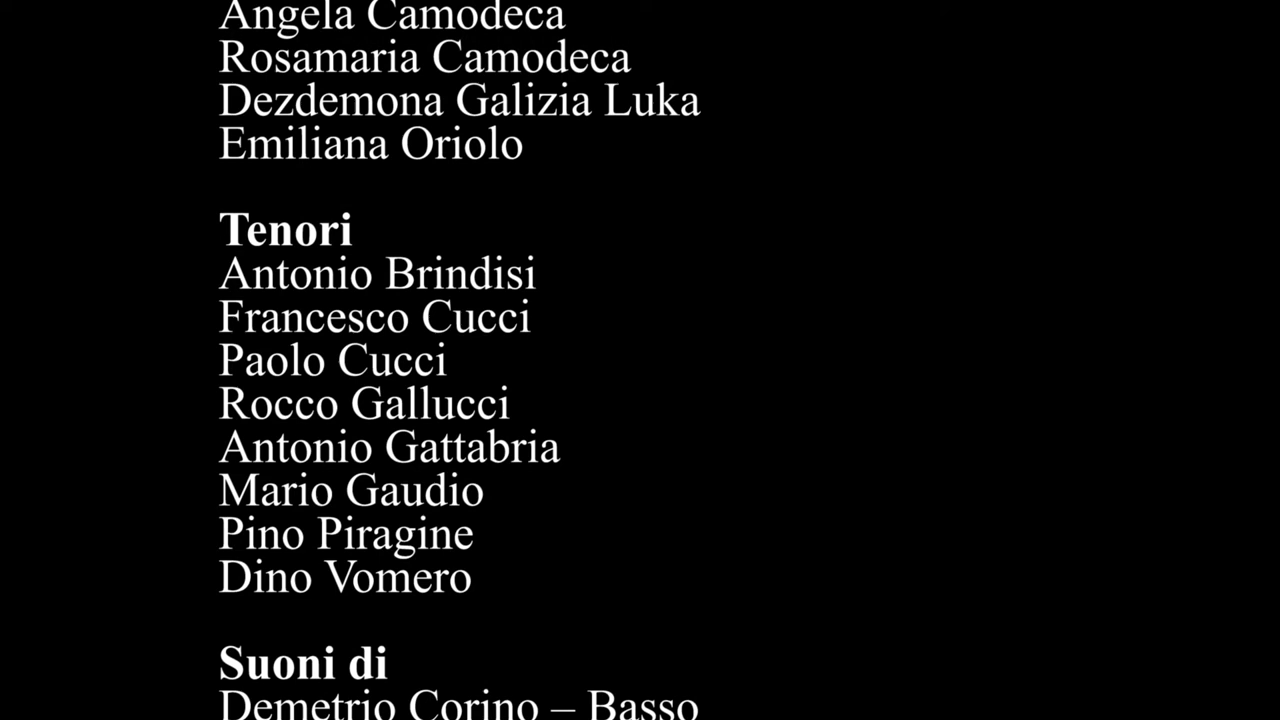 Angela Camodeca
Rosamaria Camodeca
Dezdemona Galizia Luka
Emiliana Oriolo
Tenori
Antonio Brindisi
Francesco Cucci
Paolo Cucci
Rocco Gallucci
Antonio Gattabria
Mario Gaudio
Pino Piragine
Dino Vomero
Suoni di
Demetrio Corino – Basso